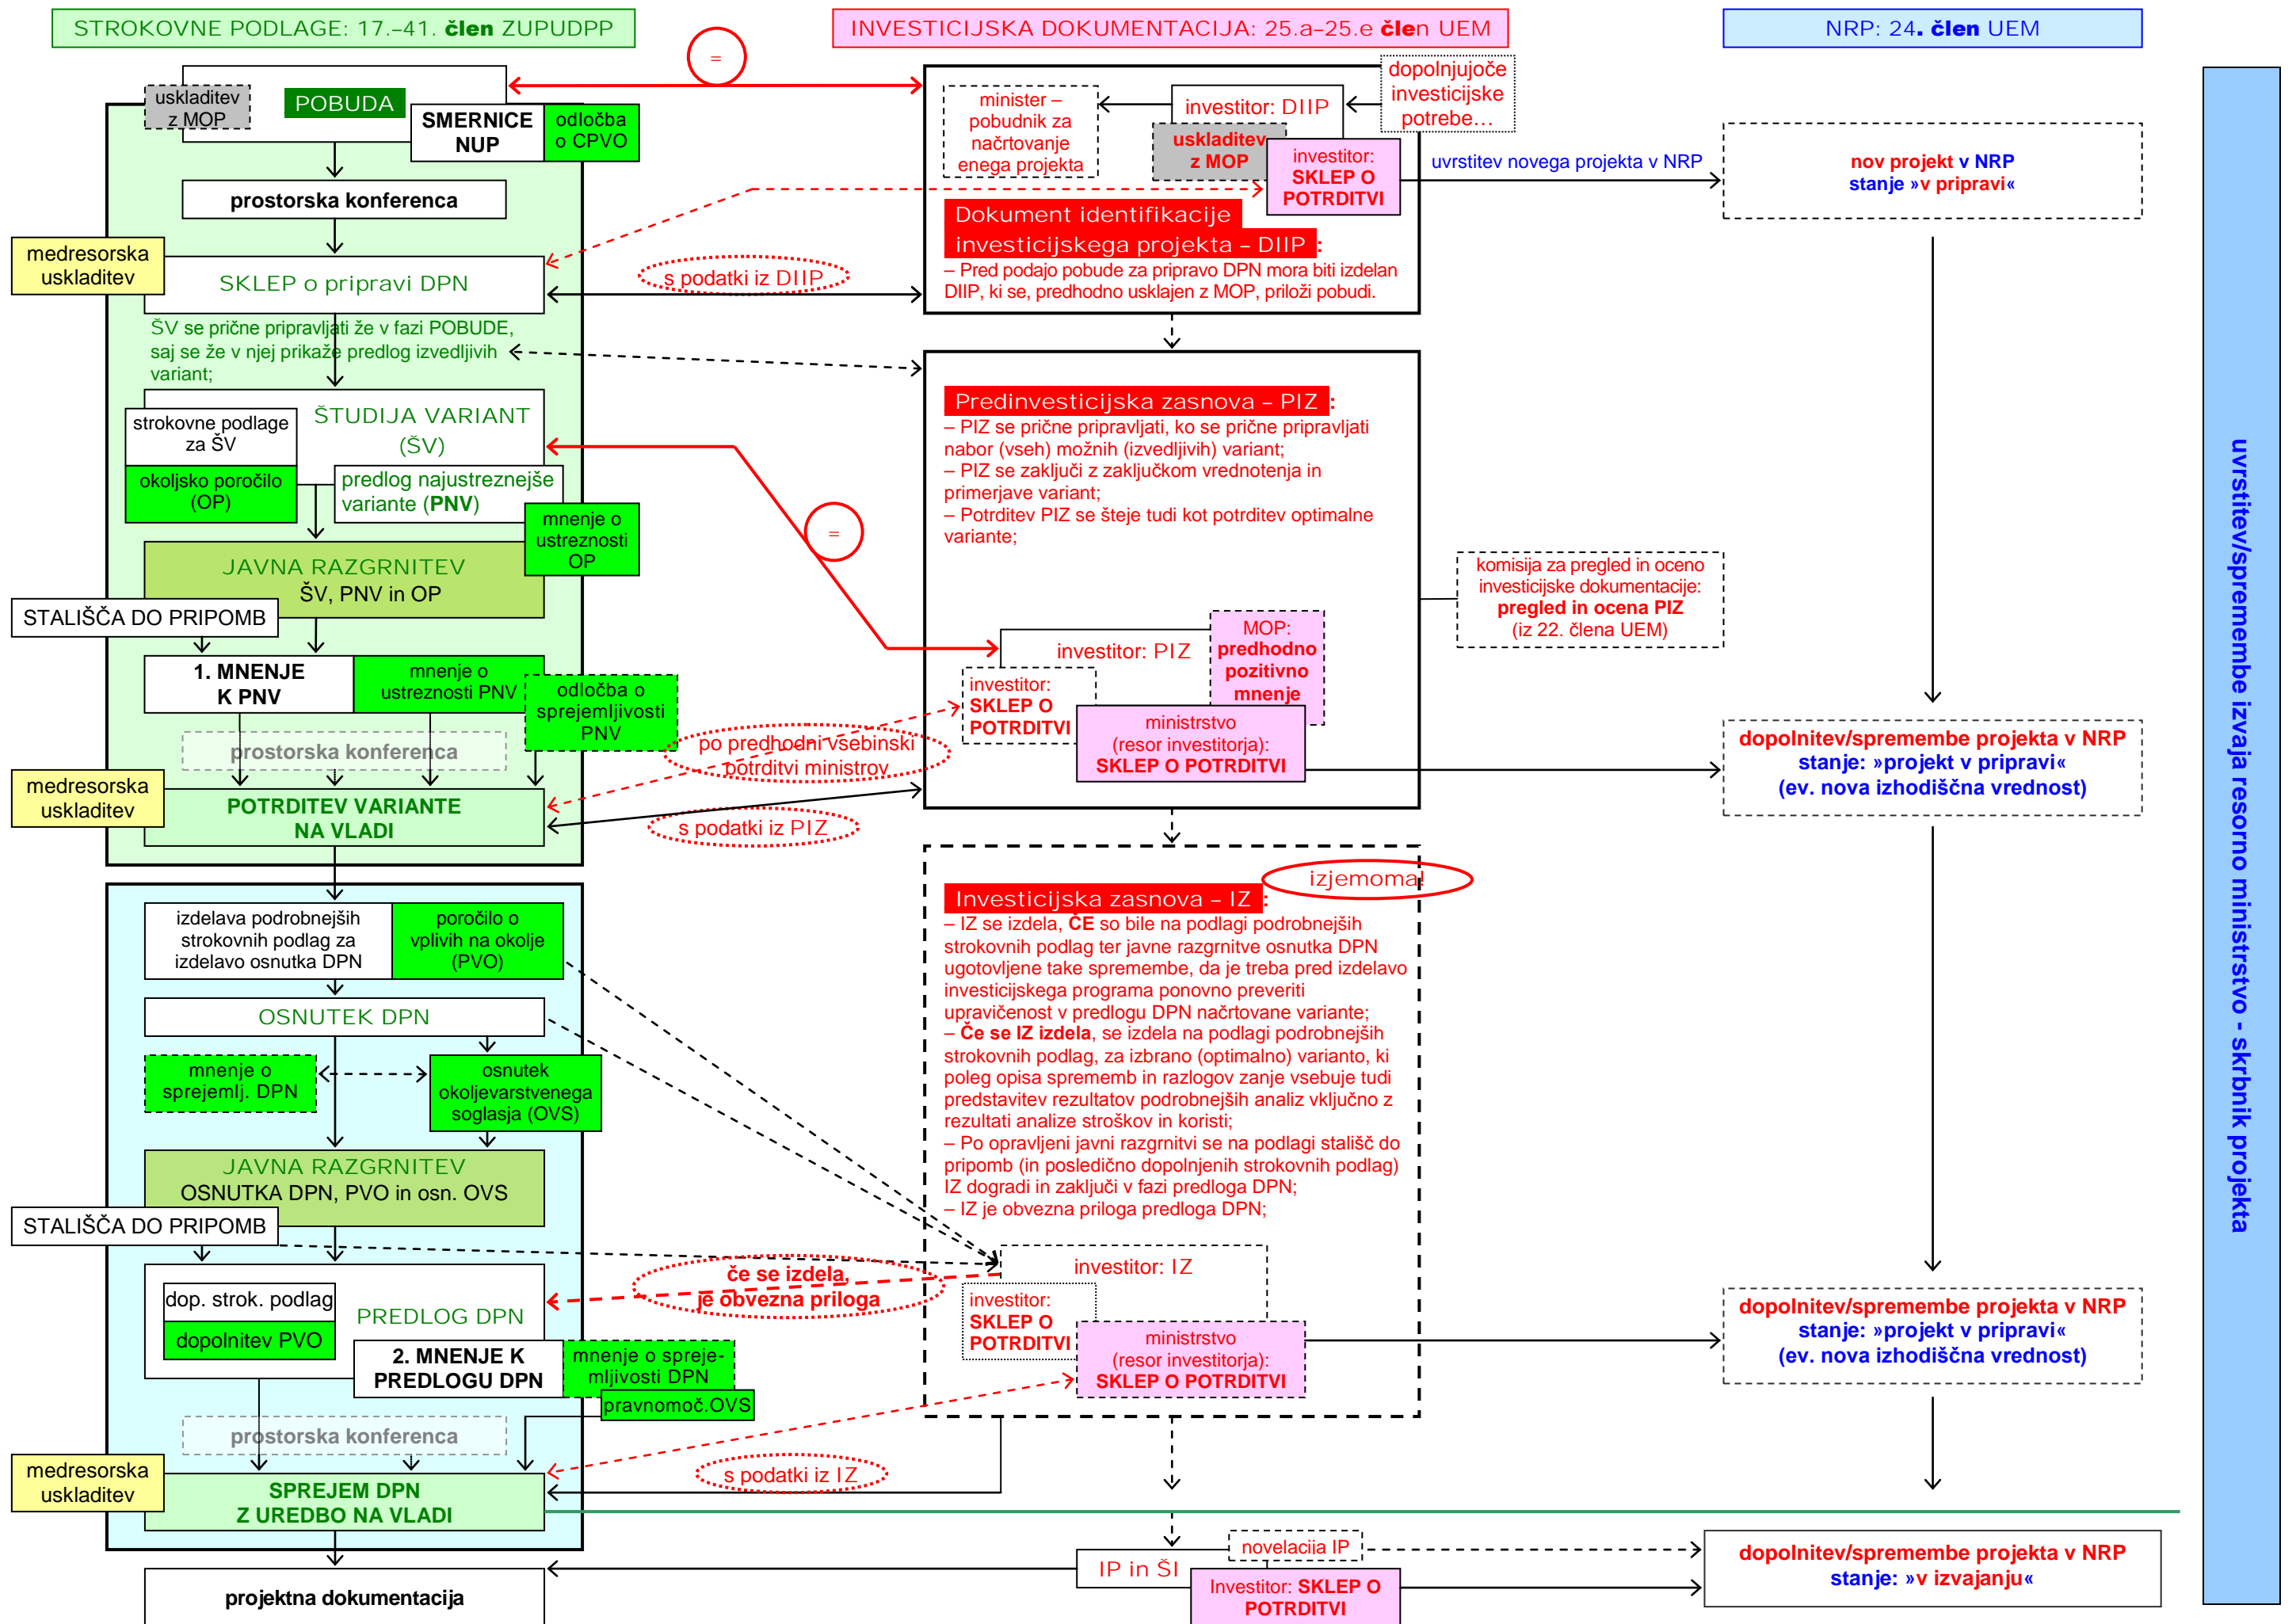 STROKOVNE PODLAGE: 17.–41. člen ZUPUDPP
INVESTICIJSKA DOKUMENTACIJA: 25.a–25.e člen UEM
NRP: 24. člen UEM
=
uskladitev
z MOP
POBUDA
SMERNICE
NUP
odločba
o CPVO
prostorska konferenca
medresorska
uskladitev
SKLEP o pripravi DPN
ŠV se prične pripravljati že v fazi POBUDE,
saj se že v njej prikaže predlog izvedljivih
variant;
strokovne podlage
za ŠV
ŠTUDIJA VARIANT
(ŠV)
okoljsko poročilo
(OP)
predlog najustreznejše
variante (PNV)
mnenje o
ustreznosti
OP
JAVNA RAZGRNITEV
ŠV, PNV in OP
STALIŠČA DO PRIPOMB
1. MNENJE
K PNV
mnenje o
ustreznosti PNV
odločba o
sprejemljivosti
PNV
prostorska konferenca
medresorska
uskladitev
POTRDITEV VARIANTE
NA VLADI
izdelava podrobnejših
strokovnih podlag za
izdelavo osnutka DPN
poročilo o
vplivih na okolje
(PVO)
OSNUTEK DPN
mnenje o
sprejemlj. DPN
osnutek
okoljevarstvenega
soglasja (OVS)
JAVNA RAZGRNITEV
OSNUTKA DPN, PVO in osn. OVS
STALIŠČA DO PRIPOMB
dop. strok. podlag
dopolnitev PVO
PREDLOG DPN
2. MNENJE K
PREDLOGU DPN
mnenje o spreje-
mljivosti DPN
pravnomoč.OVS
prostorska konferenca
medresorska
uskladitev
SPREJEM DPN
Z UREDBO NA VLADI
projektna dokumentacija
s podatki iz DIIP
=
po predhodni vsebinski
potrditvi ministrov
s podatki iz PIZ
če se izdela,
je obvezna priloga
s podatki iz IZ
minister –
pobudnik za
načrtovanje
enega projekta
investitor: DIIP
dopolnjujoče
investicijske
potrebe…
uskladitev
z MOP
investitor:
SKLEP O
POTRDITVI
Dokument identifikacije
investicijskega projekta – DIIP :
– Pred podajo pobude za pripravo DPN mora biti izdelan
DIIP, ki se, predhodno usklajen z MOP, priloži pobudi.
Predinvesticijska zasnova – PIZ :
– PIZ se prične pripravljati, ko se prične pripravljati
nabor (vseh) možnih (izvedljivih) variant;
– PIZ se zaključi z zaključkom vrednotenja in
primerjave variant;
– Potrditev PIZ se šteje tudi kot potrditev optimalne
variante;
investitor: PIZ
MOP:
predhodno
pozitivno
mnenje
investitor:
SKLEP O
POTRDITVI
ministrstvo
(resor investitorja):
SKLEP O POTRDITVI
komisija za pregled in oceno
investicijske dokumentacije:
pregled in ocena PIZ
(iz 22. člena UEM)
izjemoma!
Investicijska zasnova – IZ :
– IZ se izdela, ČE so bile na podlagi podrobnejših
strokovnih podlag ter javne razgrnitve osnutka DPN
ugotovljene take spremembe, da je treba pred izdelavo
investicijskega programa ponovno preveriti
upravičenost v predlogu DPN načrtovane variante;
– Če se IZ izdela, se izdela na podlagi podrobnejših
strokovnih podlag, za izbrano (optimalno) varianto, ki
poleg opisa sprememb in razlogov zanje vsebuje tudi
predstavitev rezultatov podrobnejših analiz vključno z
rezultati analize stroškov in koristi;
– Po opravljeni javni razgrnitvi se na podlagi stališč do
pripomb (in posledično dopolnjenih strokovnih podlag)
IZ dogradi in zaključi v fazi predloga DPN;
– IZ je obvezna priloga predloga DPN;
investitor: IZ
investitor:
SKLEP O
POTRDITVI
ministrstvo
(resor investitorja):
SKLEP O POTRDITVI
novelacija IP
IP in ŠI
Investitor: SKLEP O
POTRDITVI
uvrstitev novega projekta v NRP
nov projekt v NRP
stanje »v pripravi«
dopolnitev/spremembe projekta v NRP
stanje: »projekt v pripravi«
(ev. nova izhodiščna vrednost)
dopolnitev/spremembe projekta v NRP
stanje: »projekt v pripravi«
(ev. nova izhodiščna vrednost)
dopolnitev/spremembe projekta v NRP
stanje: »v izvajanju«
uvrstitev/spremembe izvaja resorno ministrstvo - skrbnik projekta